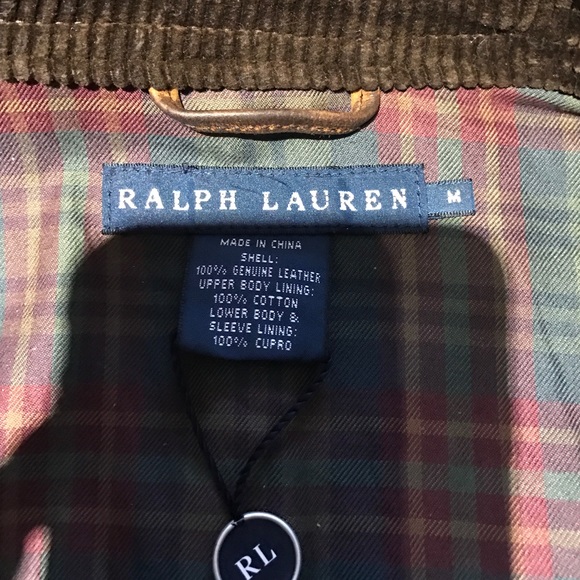 RALPH LAUREN M
MADE IN CHINA
SHELL:
100% GENUINE LEATHER
UPPER BODY LINING:
100% COTTON
LOWER BODY &
SLEEVE LINING:
100% CUPRO
RL